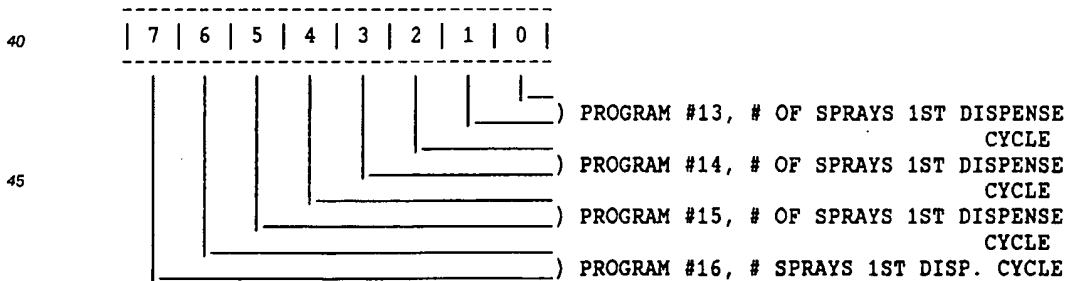 40 | 7 | 6 | 5 | 4 | 3 | 2 | 1 | 0 |
) PROGRAM #13, # OF SPRAYS 1ST DISPENSE
CYCLE
) PROGRAM #14, # OF SPRAYS 1ST DISPENSE
45
CYCLE
) PROGRAM #15, # OF SPRAYS 1ST DISPENSE
CYCLE
) PROGRAM #16, # SPRAYS 1ST DISP. CYCLE